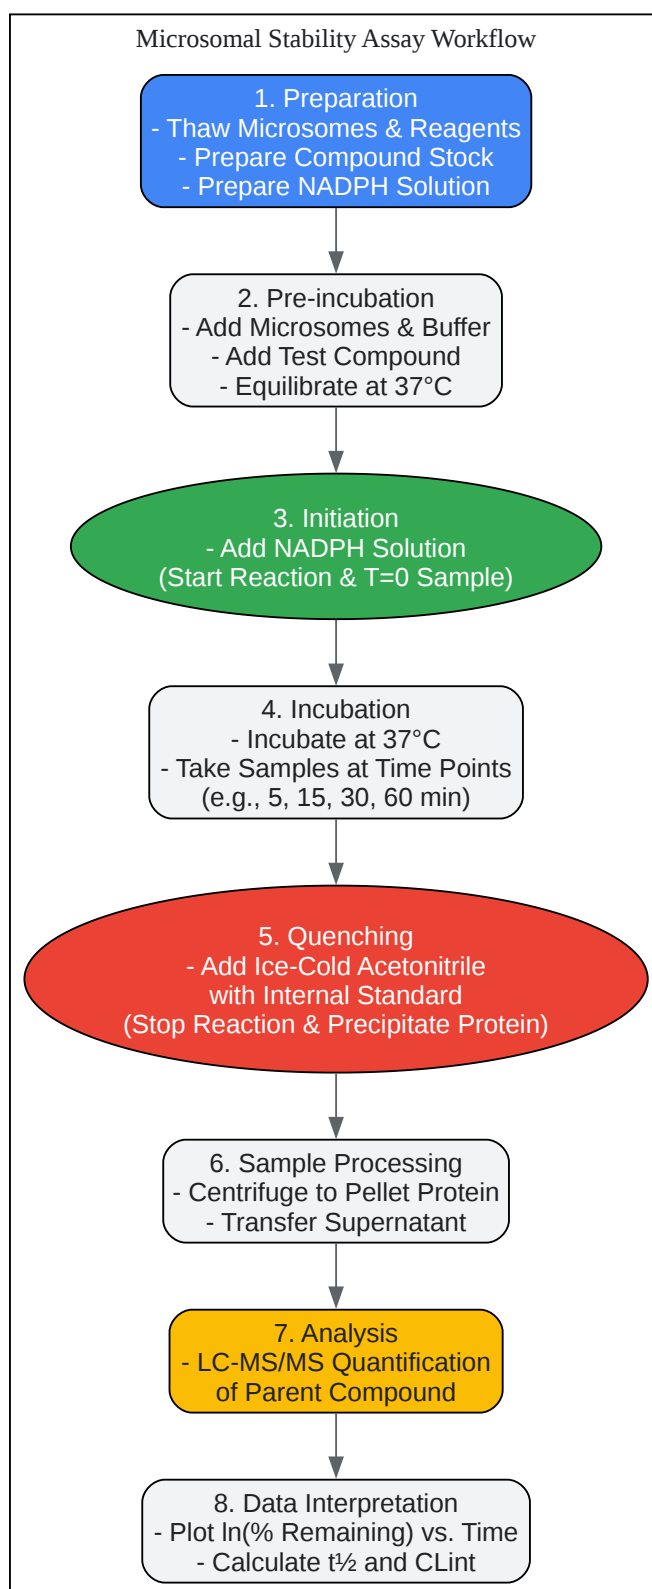 Microsomal Stability Assay Workflow
1. Preparation
- Thaw Microsomes & Reagents
- Prepare Compound Stock
- Prepare NADPH Solution
2. Pre-incubation
- Add Microsomes & Buffer
- Add Test Compound
- Equilibrate at 37°C
3. Initiation
- Add NADPH Solution
(Start Reaction & T=0 Sample)
4. Incubation
- Incubate at 37°C
- Take Samples at Time Points
(e.g., 5, 15, 30, 60 min)
5. Quenching
- Add Ice-Cold Acetonitrile
with Internal Standard
(Stop Reaction & Precipitate Protein)
6. Sample Processing
- Centrifuge to Pellet Protein
- Transfer Supernatant
7. Analysis
- LC-MS/MS Quantification
of Parent Compound
8. Data Interpretation
- Plot ln(% Remaining) vs. Time
- Calculate t½ and CLint